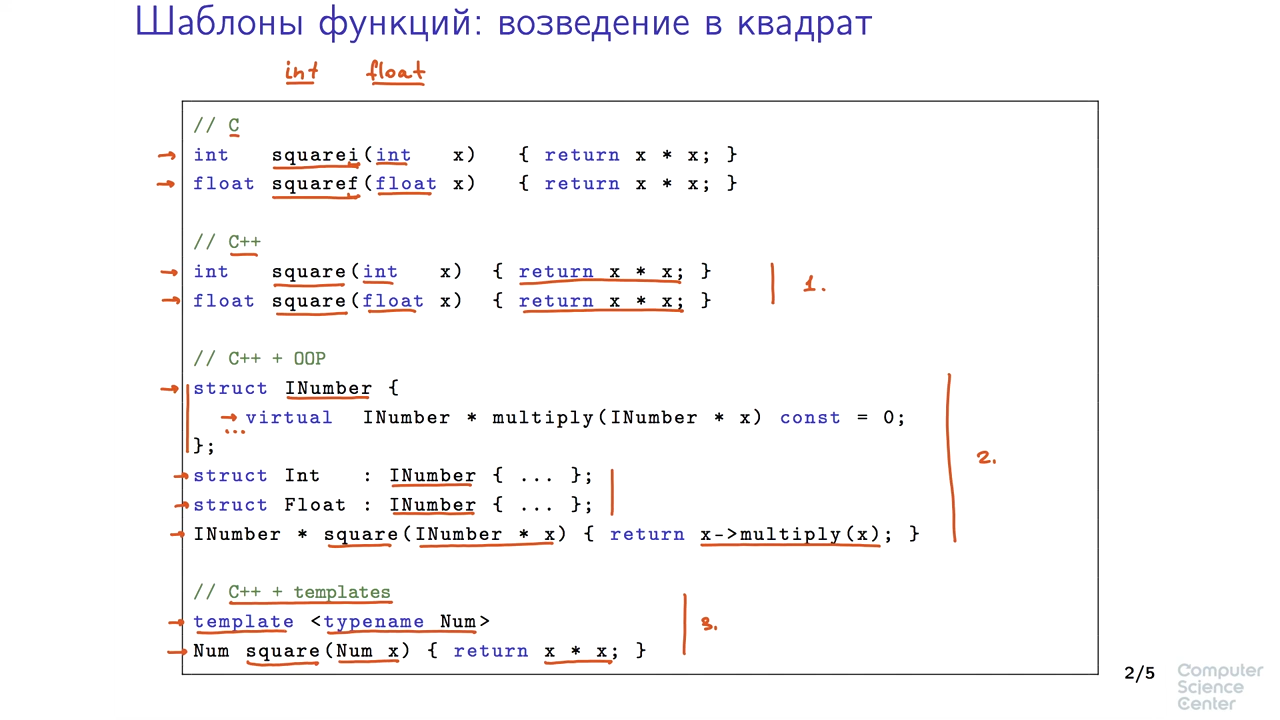 Шаблоны функций: возведение в квадрат
int float
// C
int squarei(int x) { return x * x; }
float squaref(float x) { return x * x; }
// C++
int square(int x) { return x * x; }
float square(float x) { return x * x; }
1.
// C++ + OOP
struct INumber {
virtual INumber * multiply(INumber * x) const = 0;
...
};
struct Int : INumber { ... };
struct Float : INumber { ... };
INumber * square(INumber * x) { return x->multiply(x); }
2.
// C++ + templates
template <typename Num>
Num square(Num x) { return x * x; }
3.
2/5
Computer
Science
Center